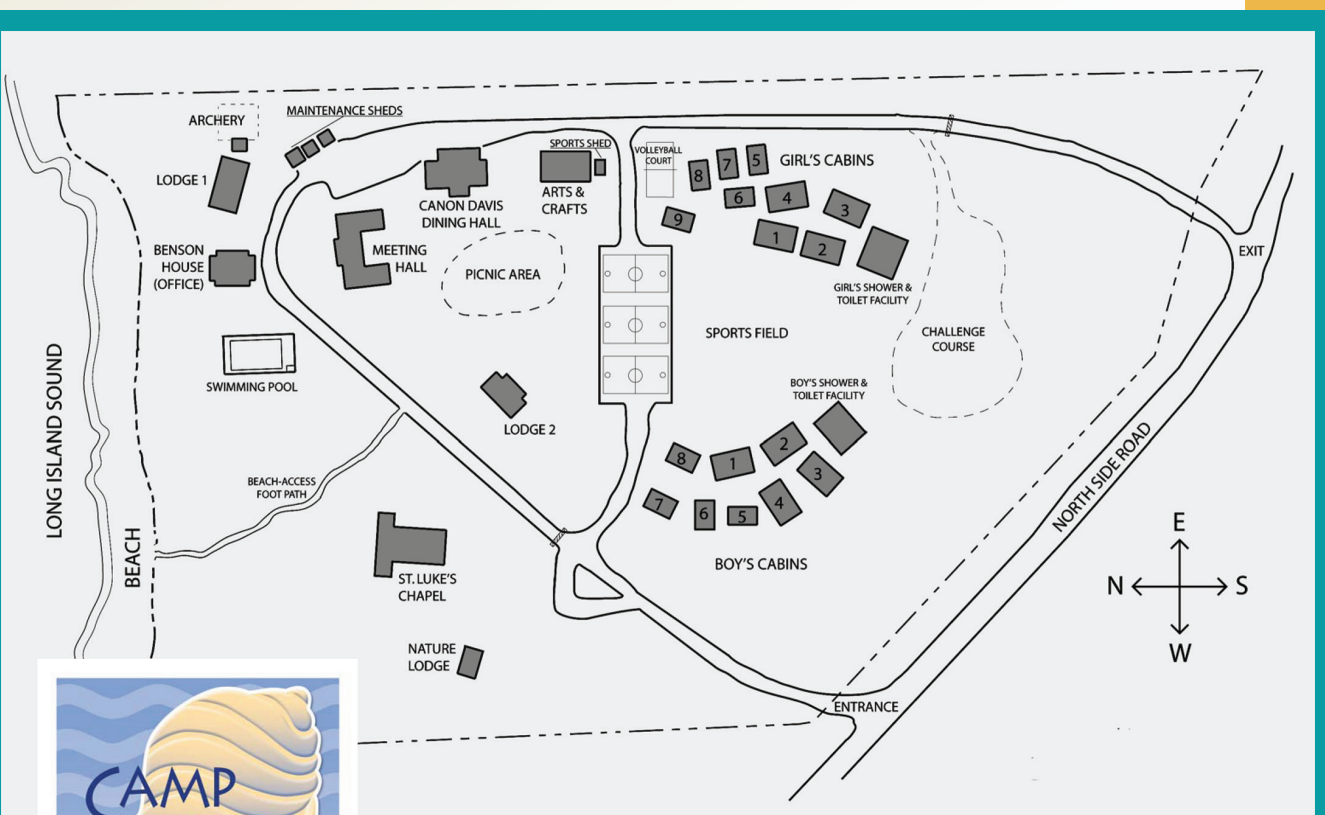 ARCHERY
MAINTENANCE SHEDS
LODGE 1
BENSON
HOUSE
(OFFICE)
SWIMMING POOL
MEETING
HALL
CANON DAVIS
DINING HALL
PICNIC AREA
SPORTS SHED
ARTS &
CRAFTS
VOLLEYBALL
COURT
8
7
5
GIRL'S CABINS
6
4
3
9
1
2
GIRL'S SHOWER &
TOILET FACILITY
EXIT
SPORTS FIELD
CHALLENGE
COURSE
LODGE 2
BOY'S SHOWER &
TOILET FACILITY
8
1
2
3
7
6
5
4
BOY'S CABINS
NORTH SIDE ROAD
LONG ISLAND SOUND
BEACH
BEACH-ACCESS
FOOT PATH
ST. LUKE'S
CHAPEL
NATURE
LODGE
ENTRANCE
E
N
S
W
CAMP